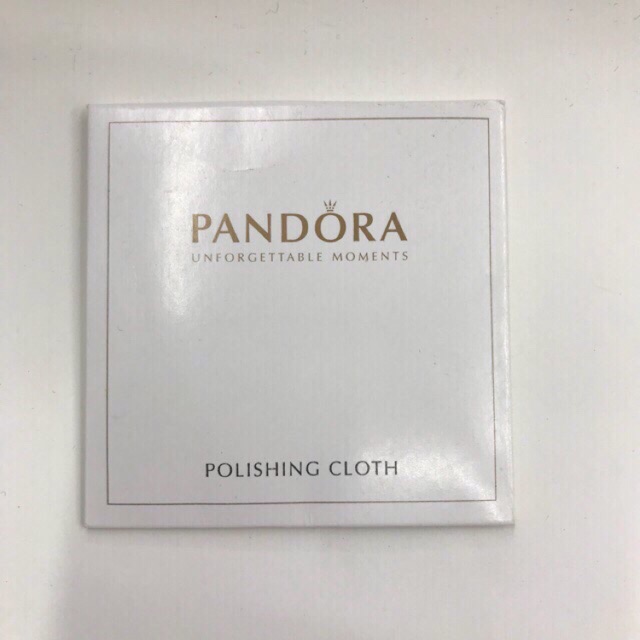 PANDORA
UNFORGETTABLE MOMENTS
POLISHING CLOTH